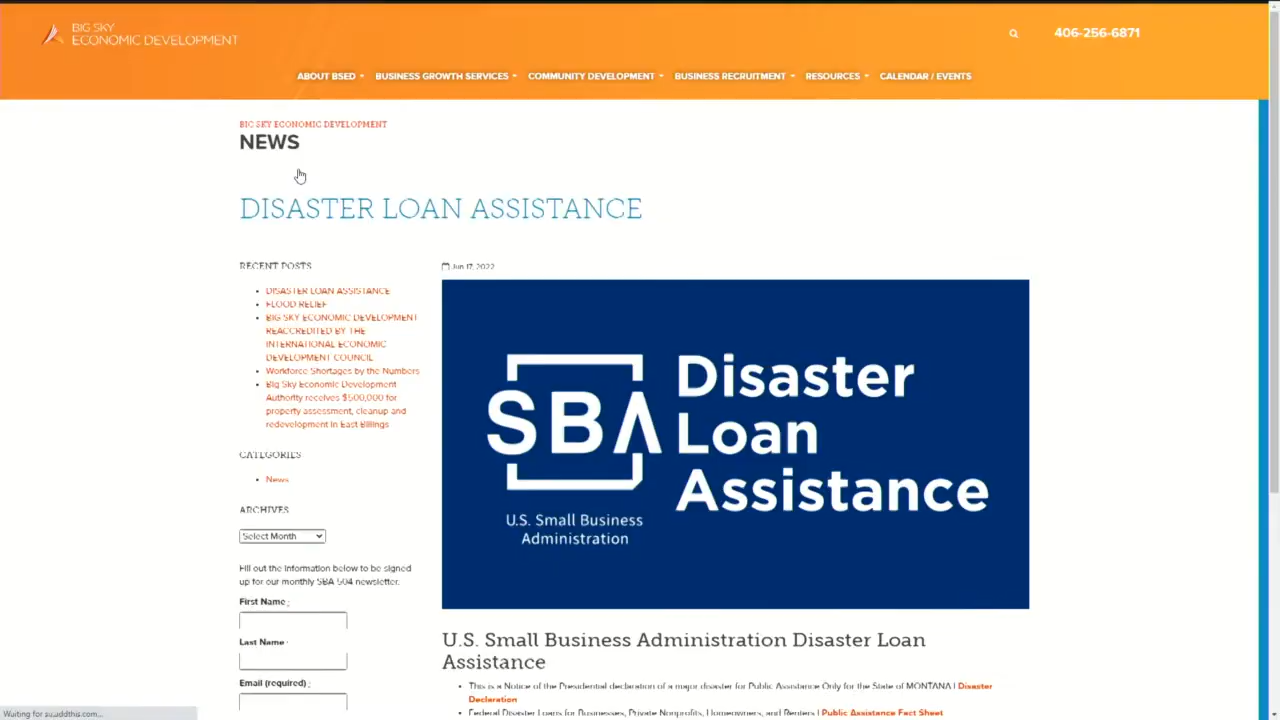 BIG SKY
ECONOMIC DEVELOPMENT
406-256-6871
ABOUT BSED
BUSINESS GROWTH SERVICES
COMMUNITY DEVELOPMENT
BUSINESS RECRUITMENT
RESOURCES
CALENDAR / EVENTS
BIG SKY ECONOMIC DEVELOPMENT
NEWS
DISASTER LOAN ASSISTANCE
RECENT POSTS
DISASTER LOAN ASSISTANCE
FLOOD RELIEF
BIG SKY ECONOMIC DEVELOPMENT
REACCREDITED BY THE
INTERNATIONAL ECONOMIC
DEVELOPMENT COUNCIL
Workforce Shortages by the Numbers
Big Sky Economic Development
Authority receives $500,000 for
property assessment, cleanup and
redevelopment in East Billings
CATEGORIES
News
ARCHIVES
Select Month
Fill out the information below to be signed
up for our monthly SBA 504 newsletter.
First Name :
Last Name :
Email (required) :
Jun 17, 2022
SBA
U.S. Small Business
Administration
Disaster
Loan
Assistance
U.S. Small Business Administration Disaster Loan
Assistance
This is a Notice of the Presidential declaration of a major disaster for Public Assistance Only for the State of MONTANA | Disaster
Declaration
Federal Disaster Loans for Businesses, Private Nonprofits, Homeowners, and Renters | Public Assistance Fact Sheet
Waiting for su.addthis.com...